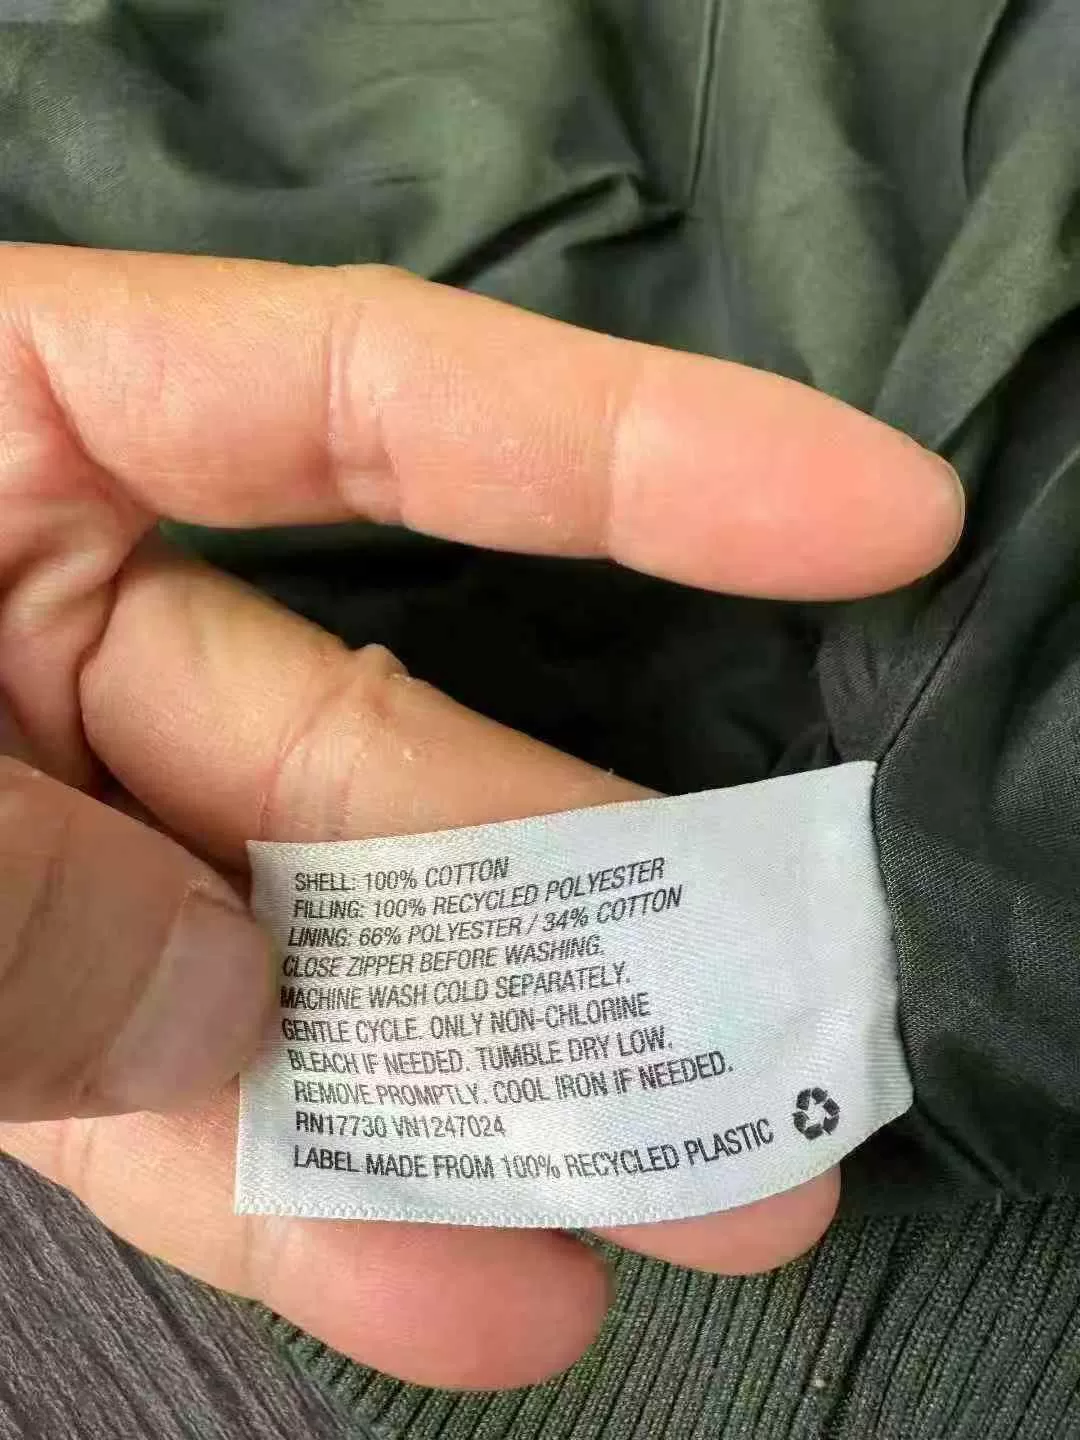 SHELL: 100% COTTON
FILLING: 100% RECYCLED POLYESTER
LINING: 66% POLYESTER / 34% COTTON
CLOSE ZIPPER BEFORE WASHING.
MACHINE WASH COLD SEPARATELY.
GENTLE CYCLE. ONLY NON-CHLORINE
BLEACH IF NEEDED. TUMBLE DRY LOW.
REMOVE PROMPTLY. COOL IRON IF NEEDED.
RN17730 VN1247024
LABEL MADE FROM 100% RECYCLED PLASTIC